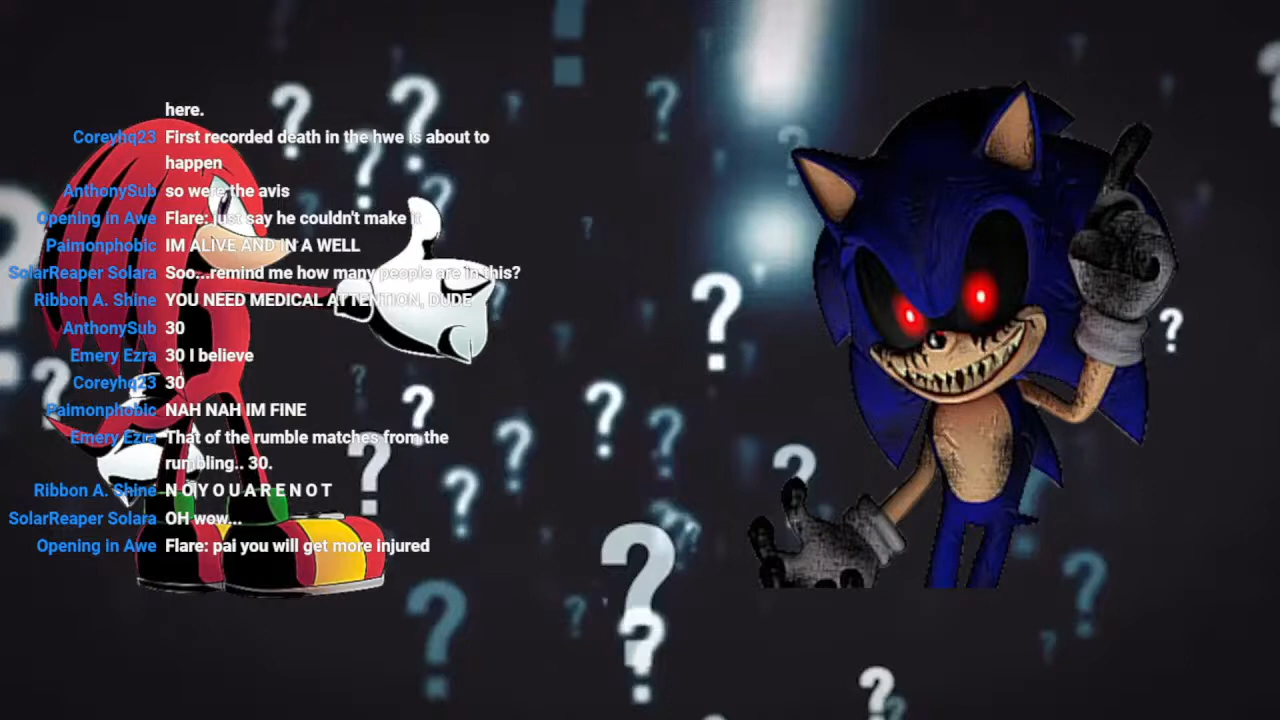 here.
Coreyhq23 First recorded death in the hwe is about to
happen
AnthonySub so were the avis
Opening in Awe Flare: just say he couldn't make it
Paimonphobic IM ALIVE AND IN A WELL
SolarReaper Solara Soo...remind me how many people are in this?
Ribbon A. Shine YOU NEED MEDICAL ATTENTION, DUDE
AnthonySub 30
Emery Ezra 30 I believe
Coreyhq23 30
Paimonphobic NAH NAH IM FINE
Emery Ezra That of the rumble matches from the
rumbling.. 30.
Ribbon A. Shine N O Y O U A R E N O T
SolarReaper Solara OH wow...
Opening in Awe Flare: pai you will get more injured